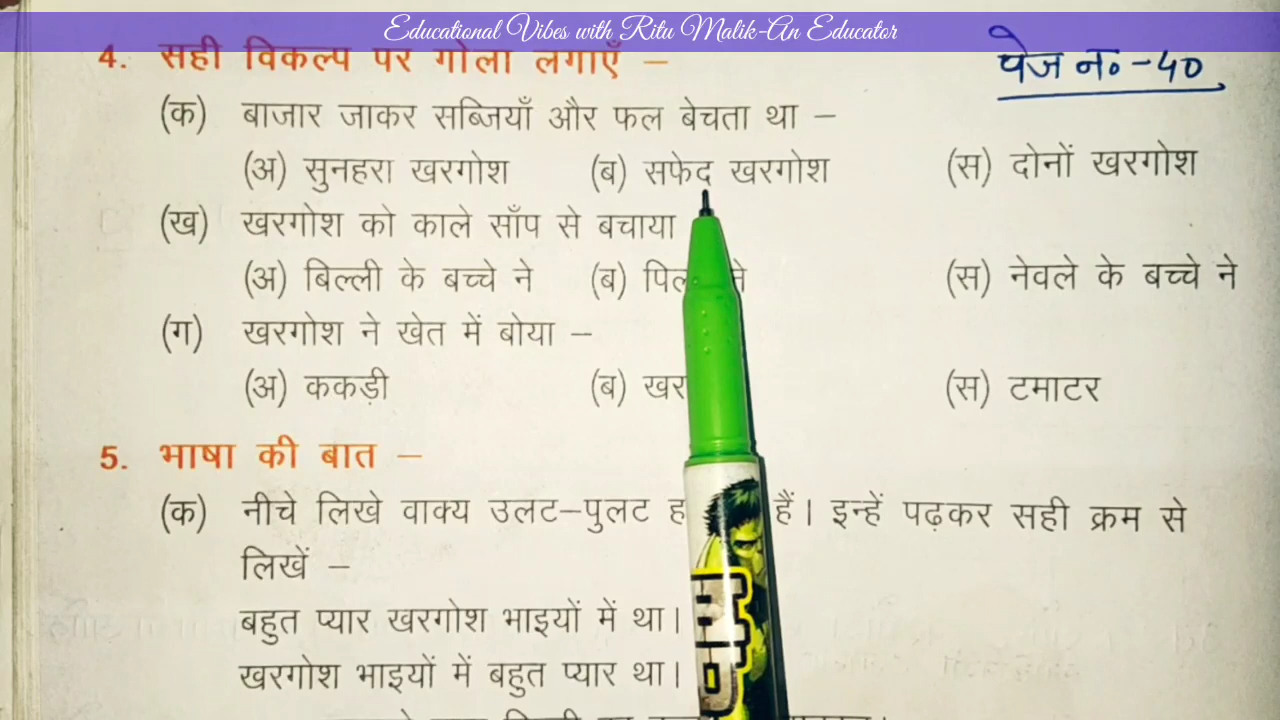 Educational Vibes with Ritu Malik-An Educator
4. सही विकल्प पर गोला लगाएँ –
पेज न० -40
(क) बाजार जाकर सब्जियाँ और फल बेचता था –
(अ) सुनहरा खरगोश (ब) सफेद खरगोश (स) दोनों खरगोश
(ख) खरगोश को काले साँप से बचाया
(अ) बिल्ली के बच्चे ने (ब) ने (स) नेवले के बच्चे ने
(ग) खरगोश ने खेत में बोया –
(अ) ककड़ी (ब) (स) टमाटर
5. भाषा की बात –
(क) नीचे लिखे वाक्य उलट–पुलट हैं। इन्हें पढ़कर सही क्रम से
लिखें –
बहुत प्यार खरगोश भाइयों में था।
खरगोश भाइयों में बहुत प्यार था।